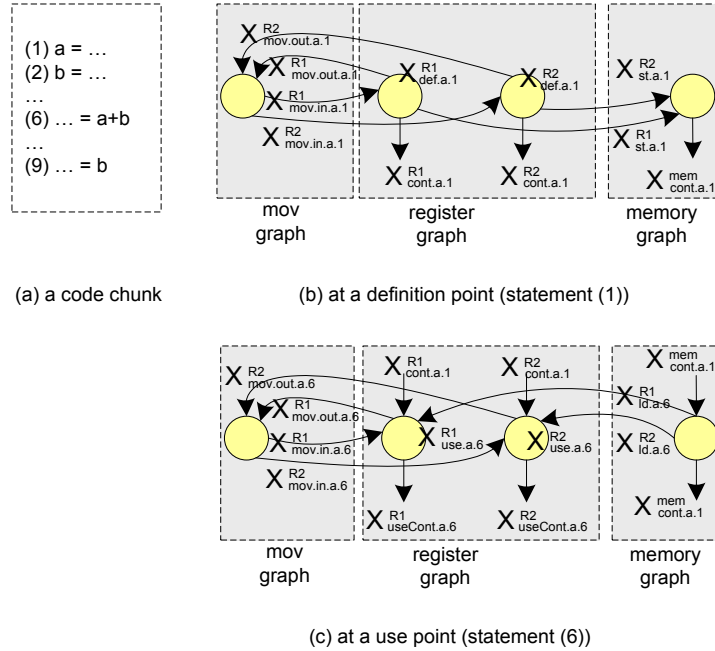 (1) a = …
(2) b = …
…
(6) … = a+b
…
(9) … = b
(a) a code chunk
X R2 mov.out.a.1
X R1 mov.out.a.1
X R1 mov.in.a.1
X R2 mov.in.a.1
X R1 def.a.1
X R2 def.a.1
X R2 st.a.1
X R1 st.a.1
X R1 cont.a.1
X R2 cont.a.1
X mem cont.a.1
mov
graph
register
graph
memory
graph
(b) at a definition point (statement (1))
X R2 mov.out.a.6
X R1 mov.out.a.6
X R1 mov.in.a.6
X R2 mov.in.a.6
X R1 cont.a.1
X R2 cont.a.1
X mem cont.a.1
X R1 ld.a.6
X R1 use.a.6
X R2 use.a.6
X R2 ld.a.6
X R1 useCont.a.6
X R2 useCont.a.6
X mem cont.a.1
mov
graph
register
graph
memory
graph
(c) at a use point (statement (6))